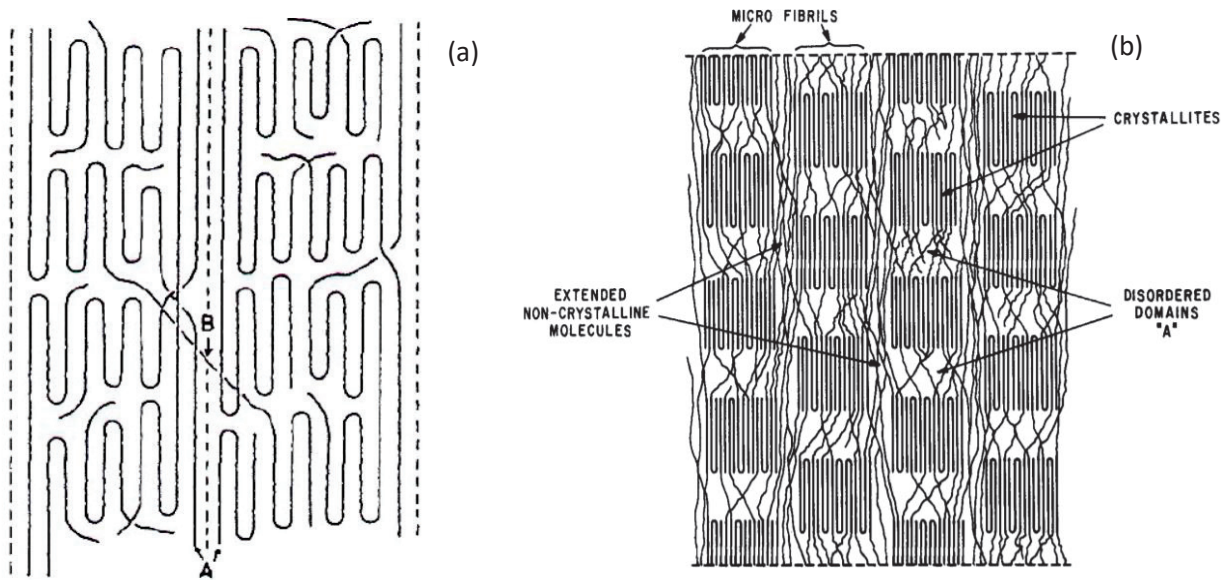 (a)
B
A
MICRO FIBRILS
(b)
CRYSTALLITES
EXTENDED
NON-CRYSTALLINE
MOLECULES
DISORDERED
DOMAINS
"A"